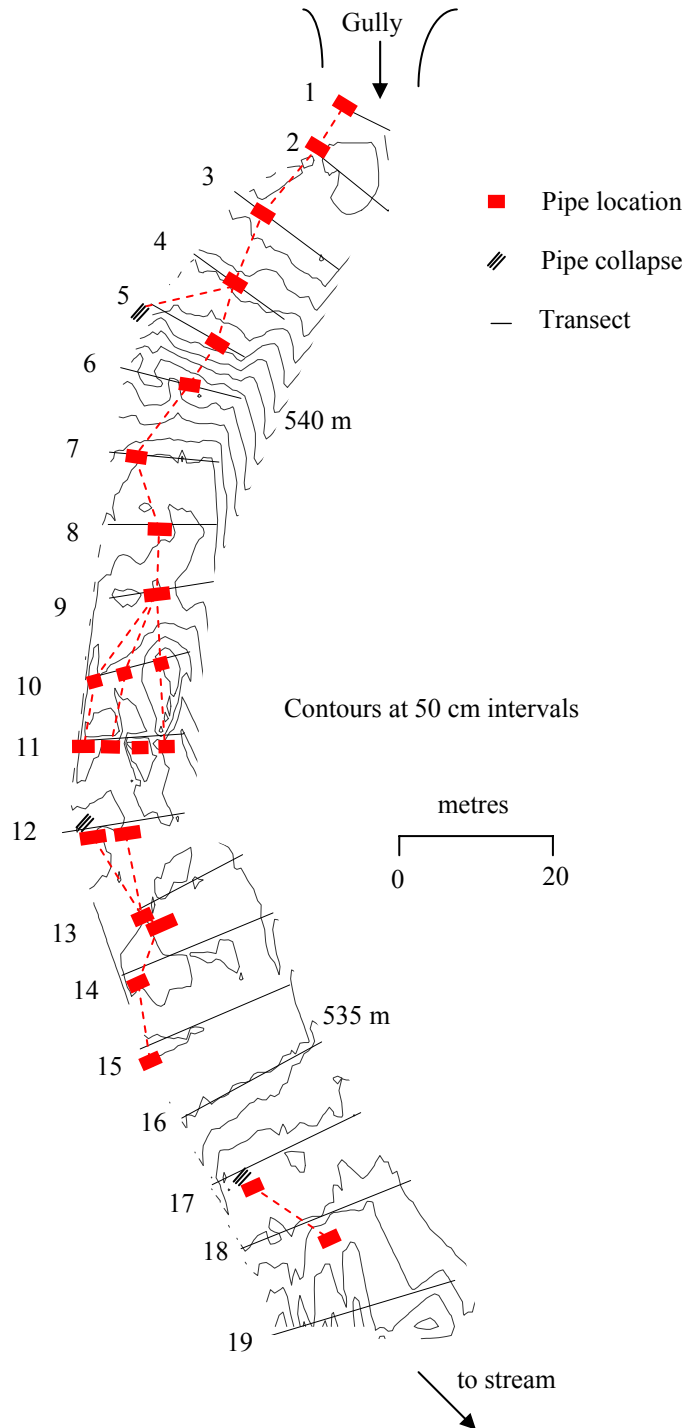 Gully
1
2
3
Pipe location
4
Pipe collapse
5
Transect
6
540 m
7
8
9
10
Contours at 50 cm intervals
11
metres
12
0 20
13
14
535 m
15
16
17
18
19
to stream